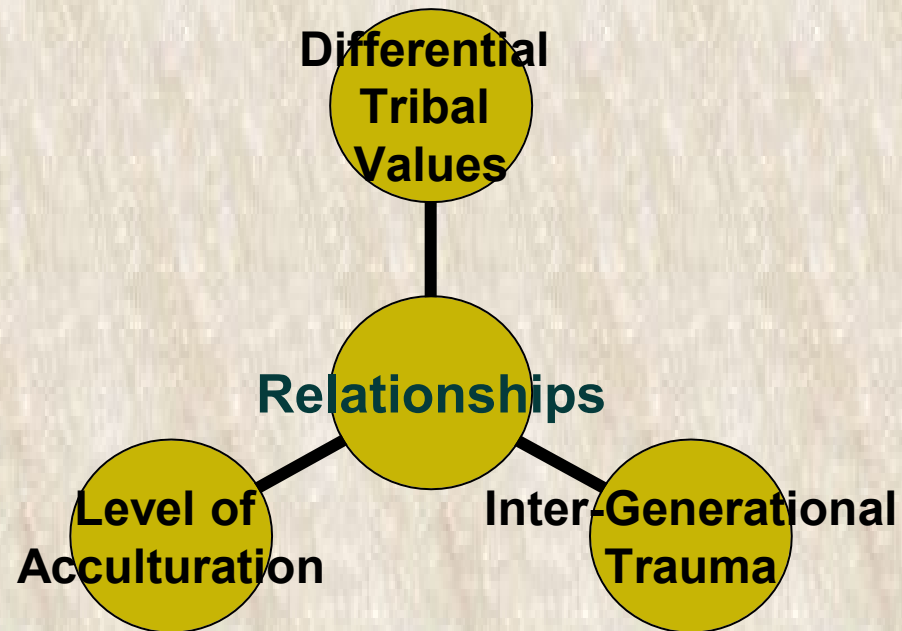 Differential
Tribal
Values
Relationships
Level of
Acculturation
Inter-Generational
Trauma